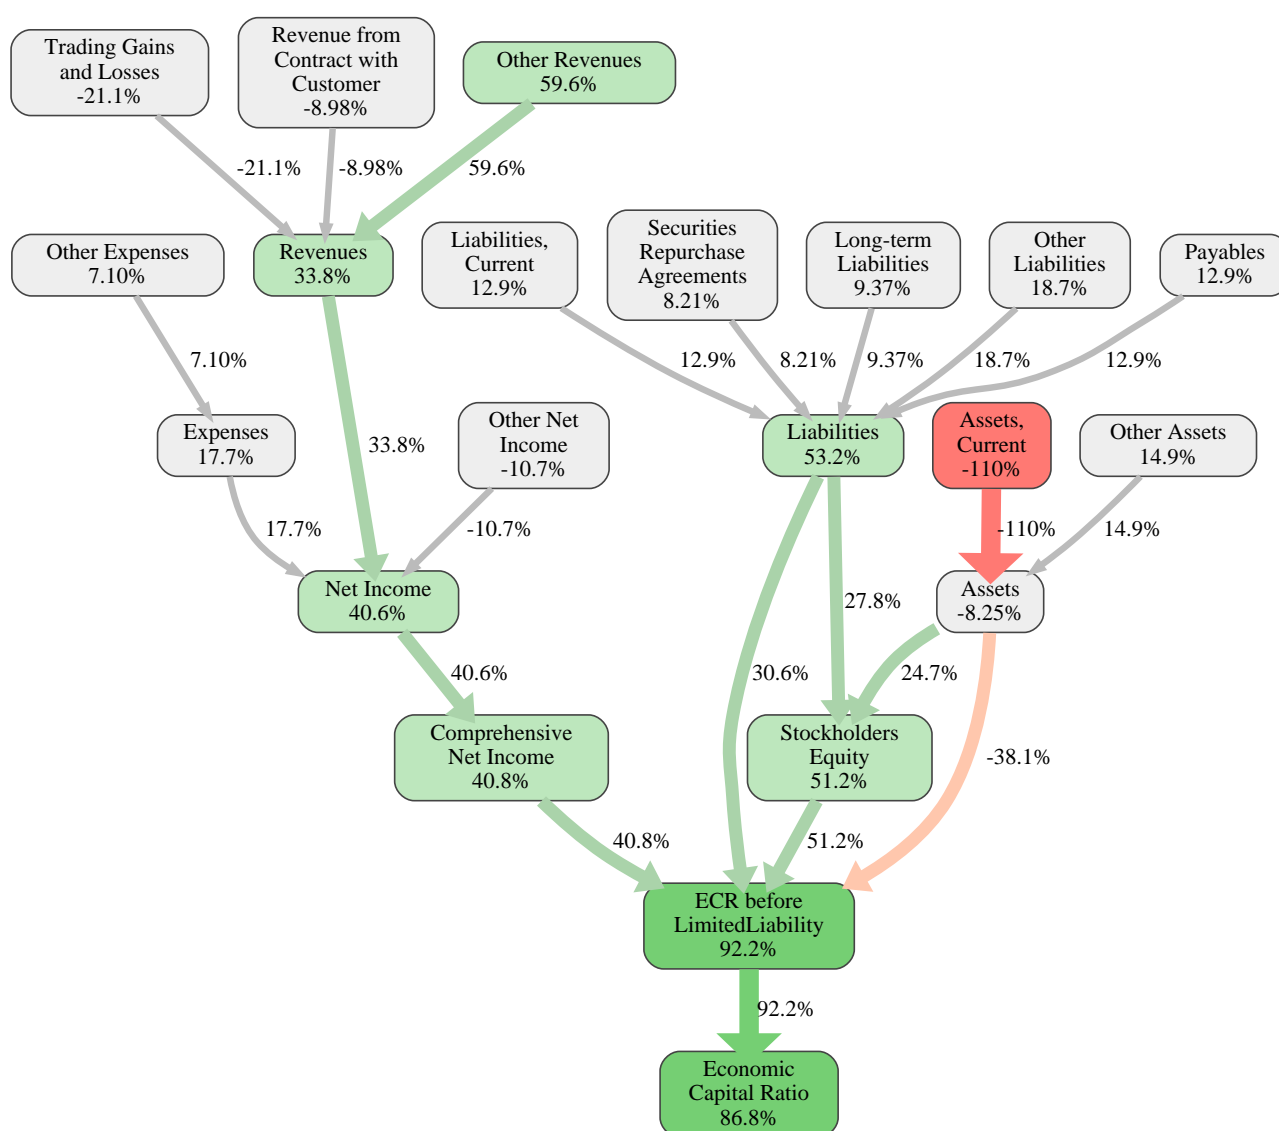 Trading Gains
and Losses
-21.1%
Revenue from
Contract with
Customer
-8.98%
Other Revenues
59.6%
-21.1%
-8.98%
59.6%
Other Expenses
7.10%
Revenues
33.8%
Liabilities,
Current
12.9%
Securities
Repurchase
Agreements
8.21%
Long-term
Liabilities
9.37%
Other
Liabilities
18.7%
Payables
12.9%
7.10%
12.9%
8.21%
9.37%
18.7%
12.9%
Expenses
17.7%
33.8%
Other Net
Income
-10.7%
Liabilities
53.2%
Assets,
Current
-110%
Other Assets
14.9%
17.7%
-10.7%
-110%
14.9%
Net Income
40.6%
27.8%
Assets
-8.25%
40.6%
30.6%
24.7%
Comprehensive
Net Income
40.8%
Stockholders
Equity
51.2%
-38.1%
40.8%
51.2%
ECR before
LimitedLiability
92.2%
92.2%
Economic
Capital Ratio
86.8%